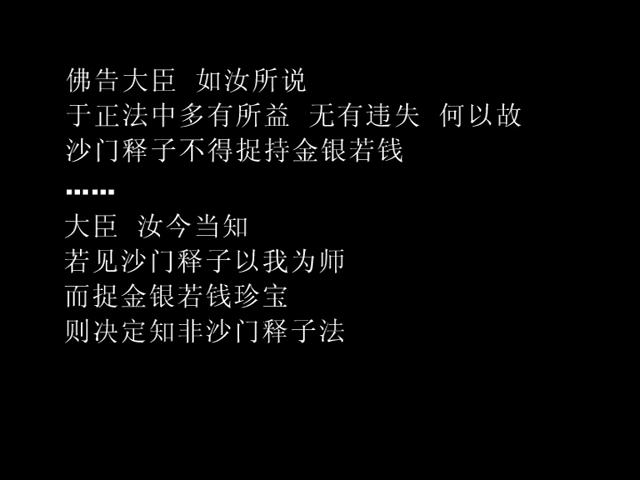 佛告大臣 如汝所说
于正法中多有所益 无有违失 何以故
沙门释子不得捉持金银若钱
……
大臣 汝今当知
若见沙门释子以我为师
而捉金银若钱珍宝
则决定知非沙门释子法